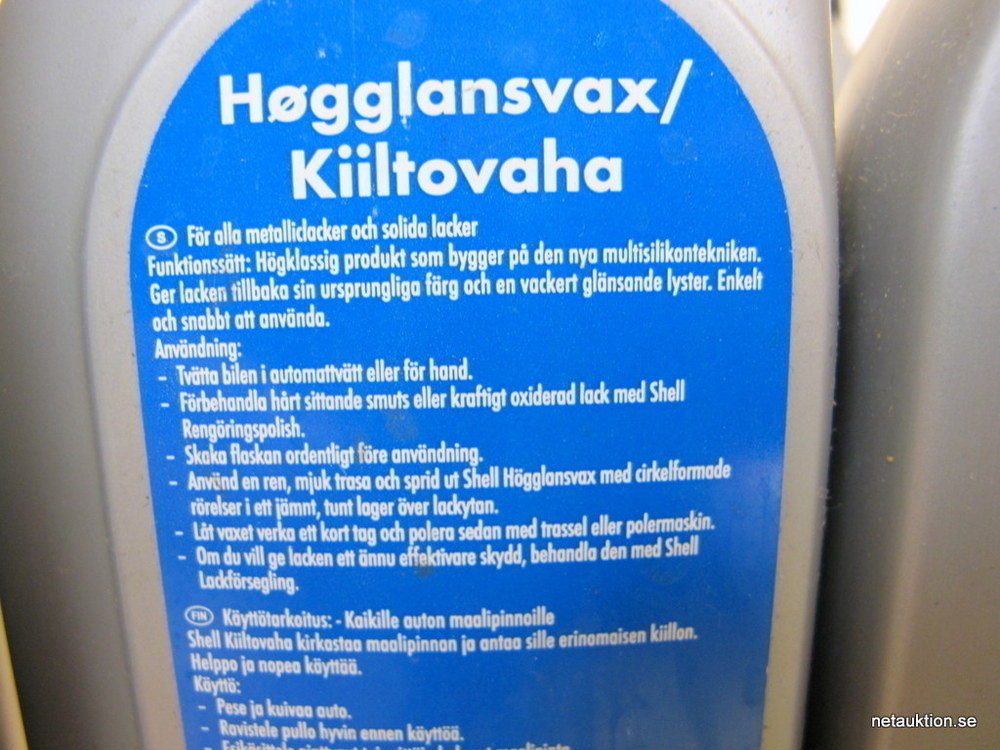 Høgglansvax/
Kiiltovaha
S För alla metalliclacker och solida lacker
Funktionssätt: Högklassig produkt som bygger på den nya multisilikontekniken.
Ger lacken tillbaka sin ursprungliga färg och en vackert glänsande lyster. Enkelt
och snabbt att använda.
Användning:
- Tvätta bilen i automattvätt eller för hand.
- Förbehandla hårt sittande smuts eller kraftigt oxiderad lack med Shell
Rengöringspolish.
- Skaka flaskan ordentligt före användning.
- Använd en ren, mjuk trasa och sprid ut Shell Högglansvax med cirkelformade
rörelser i ett jämnt, tunt lager över lackytan.
- Låt vaxet verka ett kort tag och polera sedan med trassel eller polermaskin.
- Om du vill ge lacken ett ännu effektivare skydd, behandla den med Shell
Lackförsegling.
FIN Käyttötarkoitus: - Kaikille auton maalipinnoille
Shell Kiiltovaha kirkastaa maalipinnan ja antaa sille erinomaisen kiillon.
Helppo ja nopea käyttää.
Käyttö:
- Pese ja kuivaa auto.
- Ravistele pullo hyvin ennen käyttöä.
netauktion.se